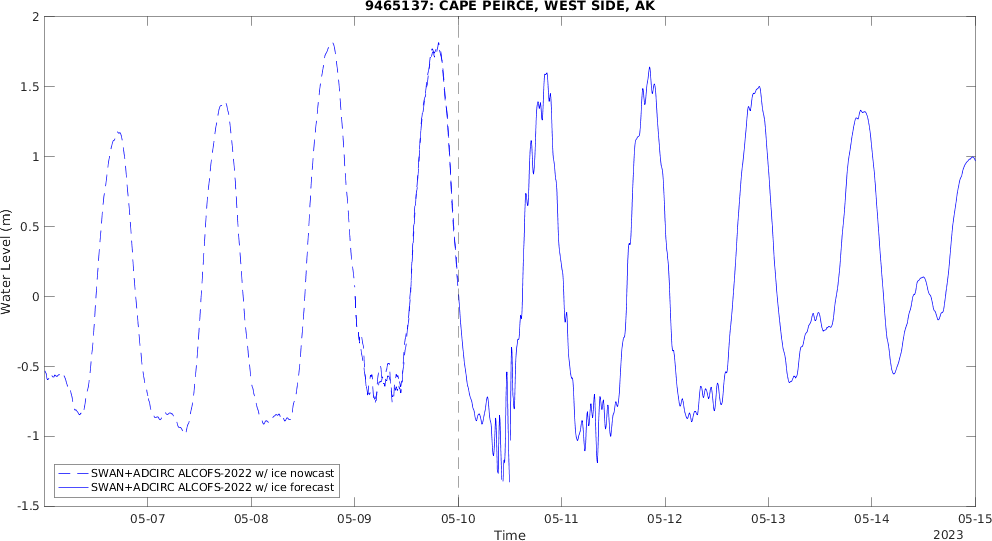 9465137: CAPE PEIRCE, WEST SIDE, AK
Water Level (m)
2
1.5
1
0.5
0
-0.5
-1
-1.5
SWAN+ADCIRC ALCOFS-2022 w/ ice nowcast
SWAN+ADCIRC ALCOFS-2022 w/ ice forecast
05-07 05-08 05-09 05-10 05-11 05-12 05-13 05-14 05-15
Time
2023